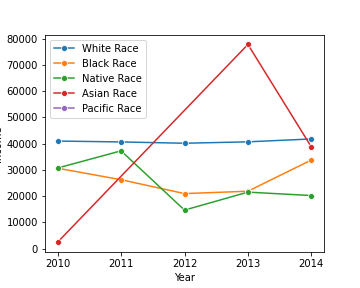 80000
70000
60000
50000
40000
30000
20000
10000
0
White Race
Black Race
Native Race
Asian Race
Pacific Race
2010 2011 2012 2013 2014
Year